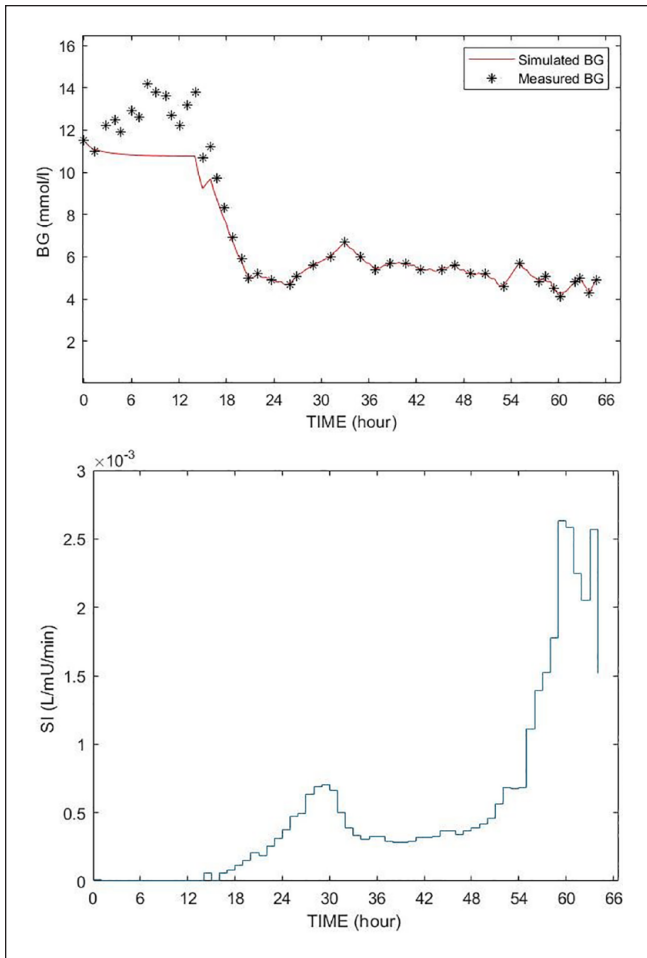 16
14
12
10
8
6
4
2
BG (mmol/l)
Simulated BG
Measured BG
0 6 12 18 24 30 36 42 48 54 60 66
TIME (hour)
×10-3
3
2.5
2
1.5
1
0.5
0
SI (L/mU/min)
0 6 12 18 24 30 36 42 48 54 60 66
TIME (hour)